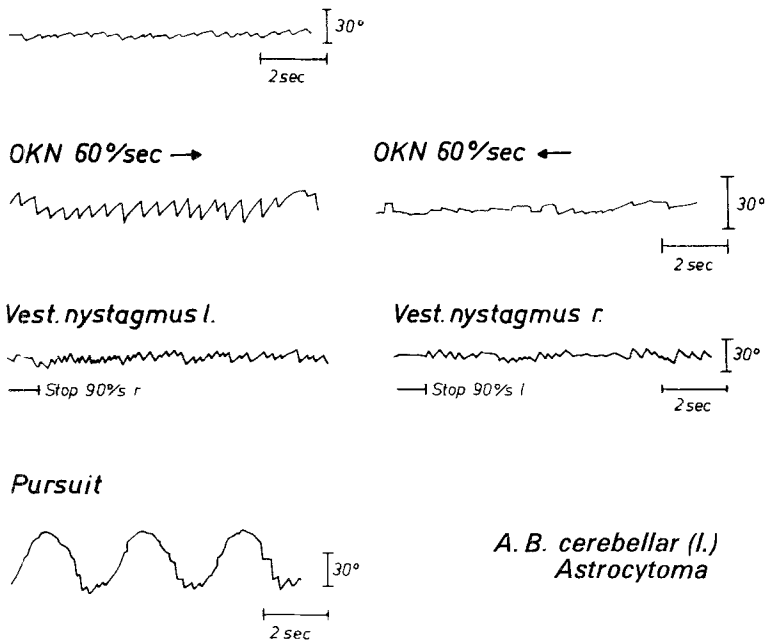 30°
2 sec
OKN 60°/sec → OKN 60°/sec ←
30°
2 sec
Vest. nystagmus l. Vest. nystagmus r.
30°
Stop 90°/s r Stop 90°/s l
2 sec
Pursuit
A. B. cerebellar (l.)
Astrocytoma
30°
2 sec